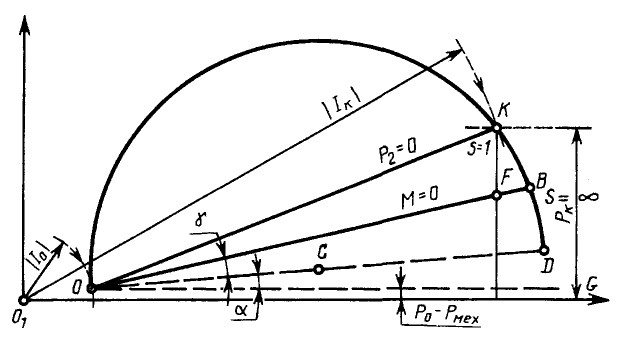 |Iк|
K
P₂=0
S=1
F
B
M=0
S=∞
Pк=
|I₀|
γ
C
D
O
α
G
P₀-Pмех
O₁